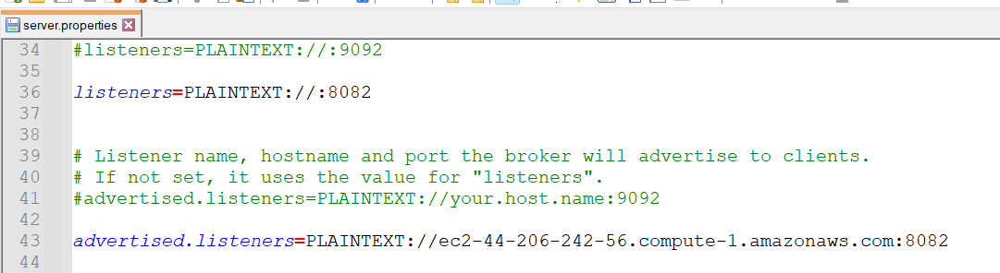 server.properties
34 #listeners=PLAINTEXT://:9092
35
36 listeners=PLAINTEXT://:8082
37
38
39 # Listener name, hostname and port the broker will advertise to clients.
40 # If not set, it uses the value for "listeners".
41 #advertised.listeners=PLAINTEXT://your.host.name:9092
42
43 advertised.listeners=PLAINTEXT://ec2-44-206-242-56.compute-1.amazonaws.com:8082
44